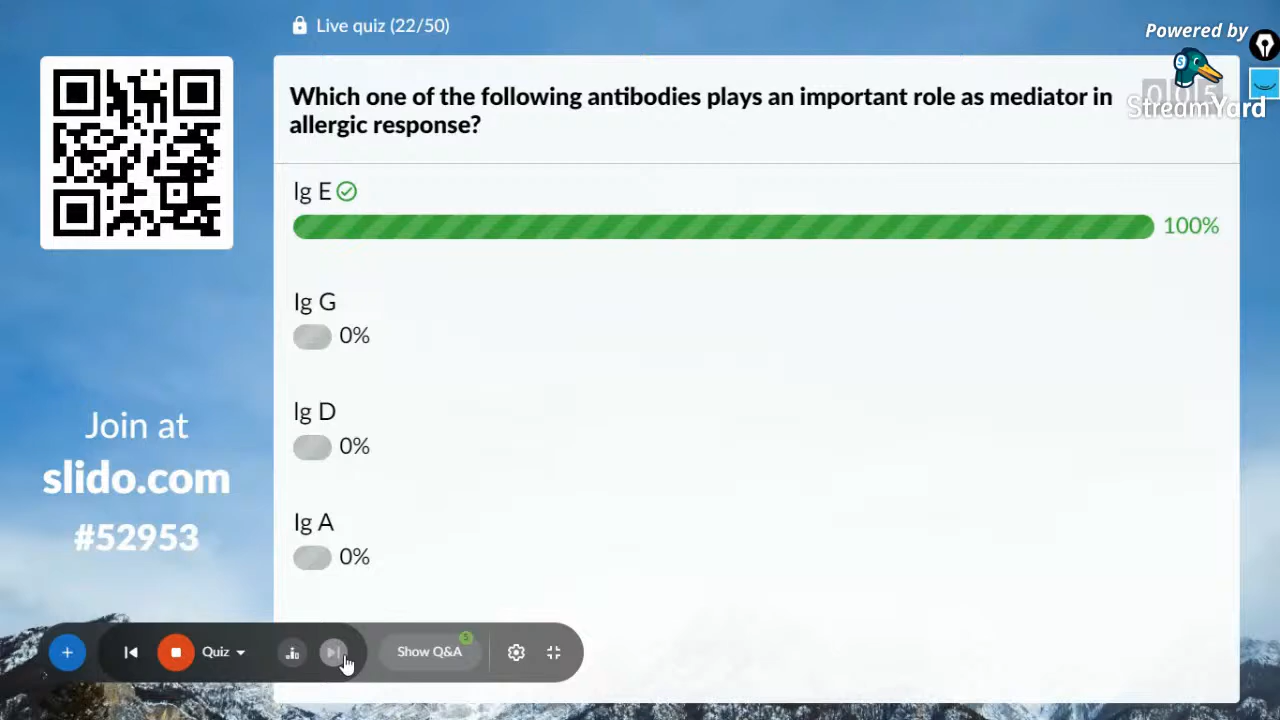 Live quiz (22/50)
Powered by
StreamYard
Which one of the following antibodies plays an important role as mediator in
allergic response?
Ig E
100%
Ig G
0%
Ig D
0%
Ig A
0%
Join at
slido.com
#52953
Quiz
Show Q&A
5